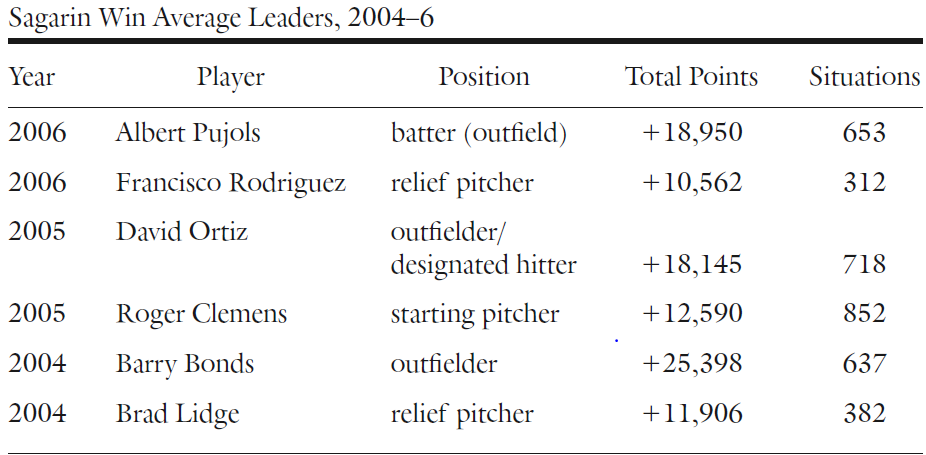 Sagarin Win Average Leaders, 2004–6
Year Player Position Total Points Situations
2006 Albert Pujols batter (outfield) +18,950 653
2006 Francisco Rodriguez relief pitcher +10,562 312
2005 David Ortiz outfielder/
designated hitter +18,145 718
2005 Roger Clemens starting pitcher +12,590 852
2004 Barry Bonds outfielder +25,398 637
2004 Brad Lidge relief pitcher +11,906 382